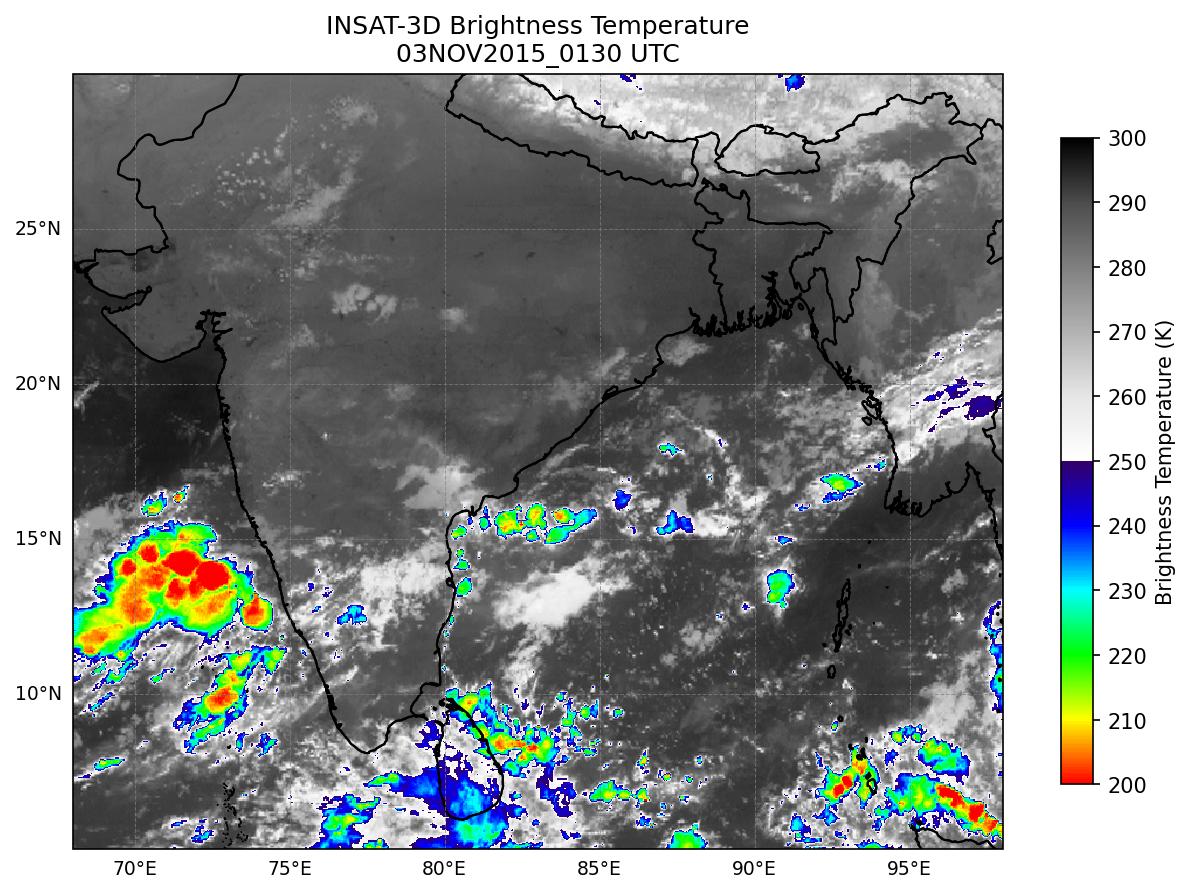 INSAT-3D Brightness Temperature
03NOV2015_0130 UTC
25°N
20°N
15°N
10°N
70°E
75°E
80°E
85°E
90°E
95°E
300
290
280
270
260
250
240
230
220
210
200
Brightness Temperature (K)